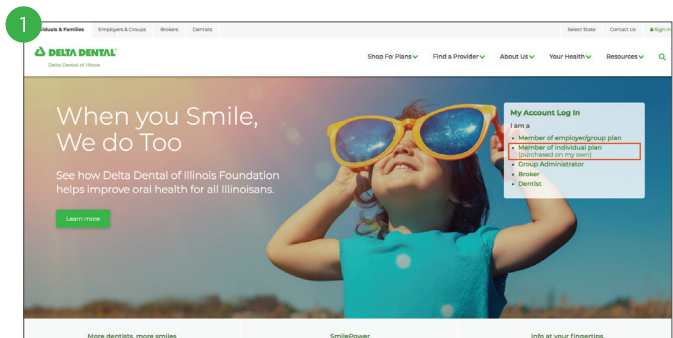 1
Individuals & Families Employers & Groups Brokers Dentists Select State Contact Us Sign in
DELTA DENTAL®
Delta Dental of Illinois
Shop For Plans Find a Provider About Us Your Health Resources
When you Smile,
We do Too
See how Delta Dental of Illinois Foundation
helps improve oral health for all Illinoisans.
Learn more
My Account Log In
I am a
• Member of employer/group plan
• Member of individual plan
(purchased on my own)
• Group Administrator
• Broker
• Dentist
More dentists, more smiles SmilePower Info at your fingertips.